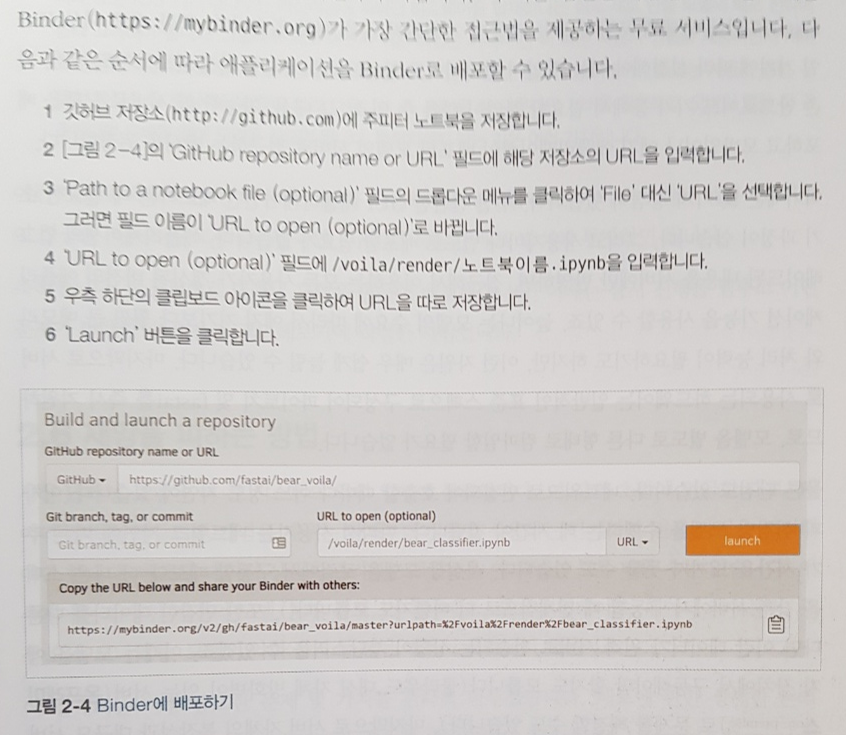 Binder(https://mybinder.org)가 가장 간단한 접근법을 제공하는 무료 서비스입니다. 다
음과 같은 순서에 따라 애플리케이션을 Binder로 배포할 수 있습니다.
1 깃허브 저장소(http://github.com)에 주피터 노트북을 저장합니다.
2 [그림 2-4]의 'GitHub repository name or URL' 필드에 해당 저장소의 URL을 입력합니다.
3 'Path to a notebook file (optional)' 필드의 드롭다운 메뉴를 클릭하여 'File' 대신 'URL'을 선택합니다.
그러면 필드 이름이 'URL to open (optional)'로 바뀝니다.
4 'URL to open (optional)' 필드에 /voila/render/노트북이름.ipynb을 입력합니다.
5 우측 하단의 클립보드 아이콘을 클릭하여 URL을 따로 저장합니다.
6 'Launch' 버튼을 클릭합니다.
Build and launch a repository
GitHub repository name or URL
GitHub https://github.com/fastai/bear_voila/
Git branch, tag, or commit URL to open (optional)
Git branch, tag, or commit /voila/render/bear_classifier.ipynb URL launch
Copy the URL below and share your Binder with others:
https://mybinder.org/v2/gh/fastai/bear_voila/master?urlpath=%2Fvoila%2Frender%2Fbear_classifier.ipynb
그림 2-4 Binder에 배포하기